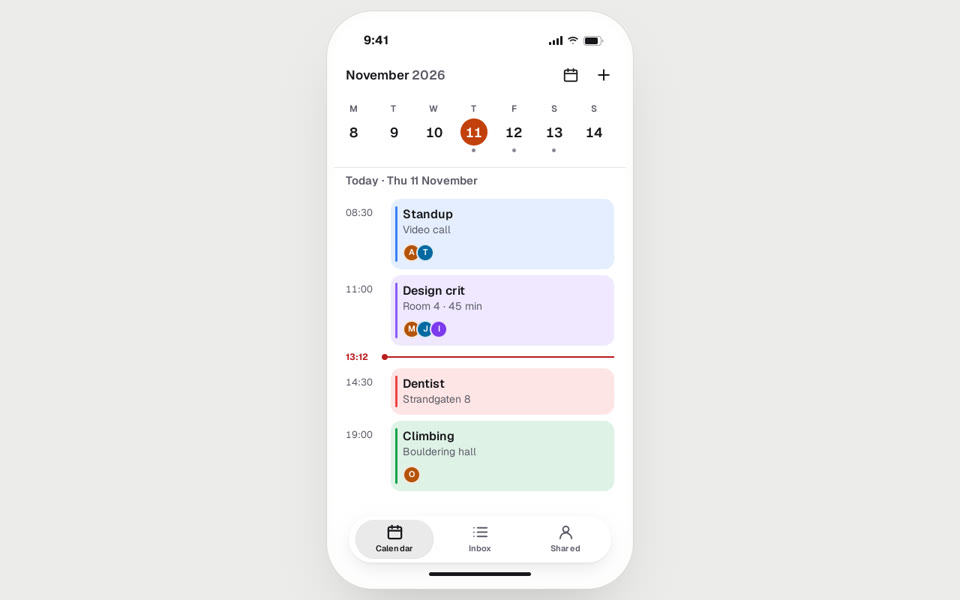 9:41
November 2026
M T W T F S S
8 9 10 11 12 13 14
Today · Thu 11 November
08:30
Standup
Video call
A T
11:00
Design crit
Room 4 · 45 min
M J I
13:12
14:30
Dentist
Strandgaten 8
19:00
Climbing
Bouldering hall
O
Calendar Inbox Shared